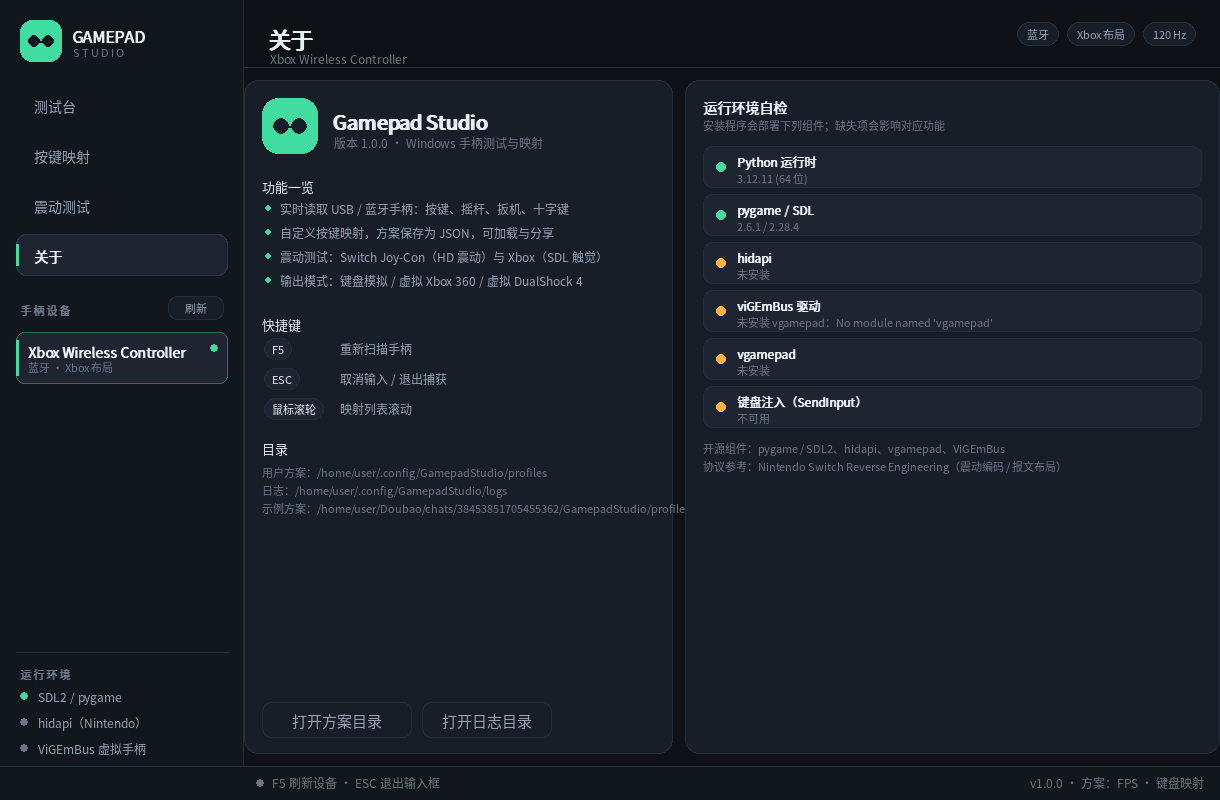 GAMEPAD
STUDIO
测试台
按键映射
震动测试
关于
手柄设备
刷新
Xbox Wireless Controller
蓝牙 · Xbox 布局
运行环境
SDL2 / pygame
hidapi（Nintendo）
ViGEmBus 虚拟手柄
关于
Xbox Wireless Controller
蓝牙
Xbox 布局
120 Hz
Gamepad Studio
版本 1.0.0 · Windows 手柄测试与映射
功能一览
实时读取 USB / 蓝牙手柄：按键、摇杆、扳机、十字键
自定义按键映射，方案保存为 JSON，可加载与分享
震动测试：Switch Joy-Con（HD 震动）与 Xbox（SDL 触觉）
输出模式：键盘模拟 / 虚拟 Xbox 360 / 虚拟 DualShock 4
快捷键
F5 重新扫描手柄
ESC 取消输入 / 退出捕获
鼠标滚轮 映射列表滚动
目录
用户方案：/home/user/.config/GamepadStudio/profiles
日志：/home/user/.config/GamepadStudio/logs
示例方案：/home/user/Doubao/chats/38453851705455362/GamepadStudio/profile
打开方案目录
打开日志目录
运行环境自检
安装程序会部署下列组件；缺失项会影响对应功能
Python 运行时
3.12.11 (64 位)
pygame / SDL
2.6.1 / 2.28.4
hidapi
未安装
viGEmBus 驱动
未安装 vgamepad：No module named 'vgamepad'
vgamepad
未安装
键盘注入（SendInput）
不可用
开源组件：pygame / SDL2、hidapi、vgamepad、ViGEmBus
协议参考：Nintendo Switch Reverse Engineering（震动编码 / 报文布局）
F5 刷新设备 · ESC 退出输入框
v1.0.0 · 方案：FPS · 键盘映射